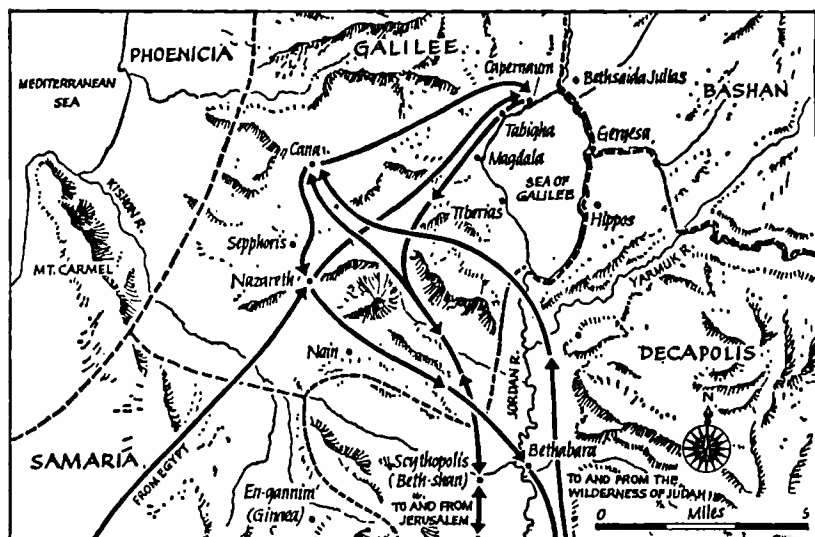 PHOENICIA
GALILEE
Capernaum
Bethsaida Julias
MEDITERRANEAN
SEA
BASHAN
Tabigha
Gergesa
Cana
Magdala
SEA OF
GALILEE
KISHON R.
Tiberias
Hippos
Sepphoris
MT. CARMEL
Nazareth
YARMUK R.
Nain
JORDAN R.
DECAPOLIS
N
SAMARIA
FROM EGYPT
Scythopolis
(Beth-shan)
Bethabara
En-gannim
(Ginnea)
TO AND FROM
JERUSALEM
TO AND FROM THE
WILDERNESS OF JUDAH
0 Miles 5